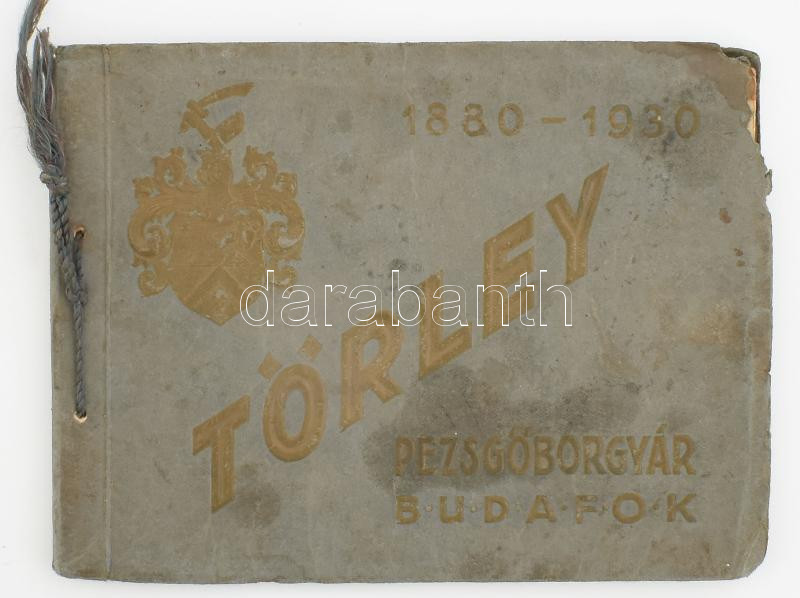 1880-1930
TÖRLEY
darabanth
PEZSGŐBORGYÁR
B·U·D·A·F·O·K